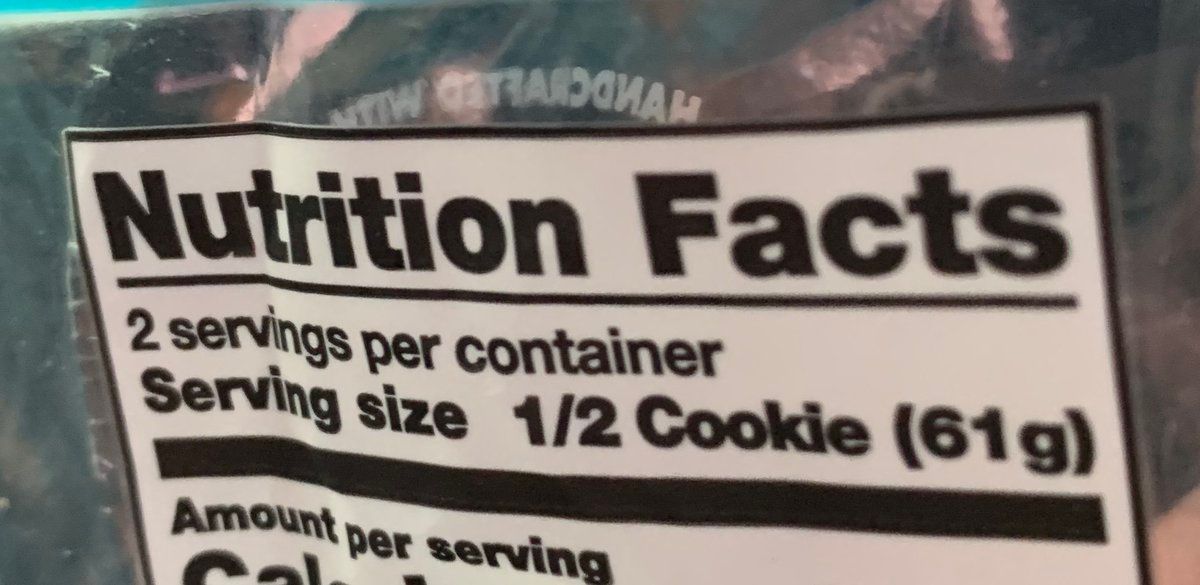 HANDCRAFTED WITH
Nutrition Facts
2 servings per container
Serving size 1/2 Cookie (61g)
Amount per serving